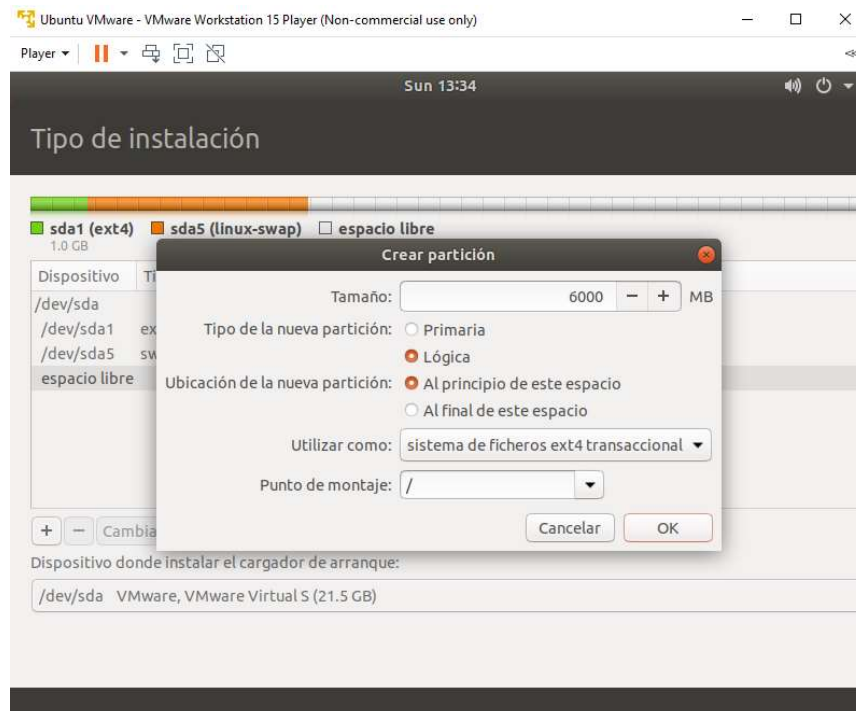 Ubuntu VMware - VMware Workstation 15 Player (Non-commercial use only)
Player
Sun 13:34
Tipo de instalación
sda1 (ext4) sda5 (linux-swap) espacio libre
1.0 GB
Crear partición
Dispositivo
Tamaño: 6000 - + MB
/dev/sda
/dev/sda1 Tipo de la nueva partición: Primaria
/dev/sda5 Lógica
espacio libre Ubicación de la nueva partición: Al principio de este espacio
Al final de este espacio
Utilizar como: sistema de ficheros ext4 transaccional
Punto de montaje: /
Cancelar OK
+ -
Dispositivo donde instalar el cargador de arranque:
/dev/sda VMware, VMware Virtual S (21.5 GB)